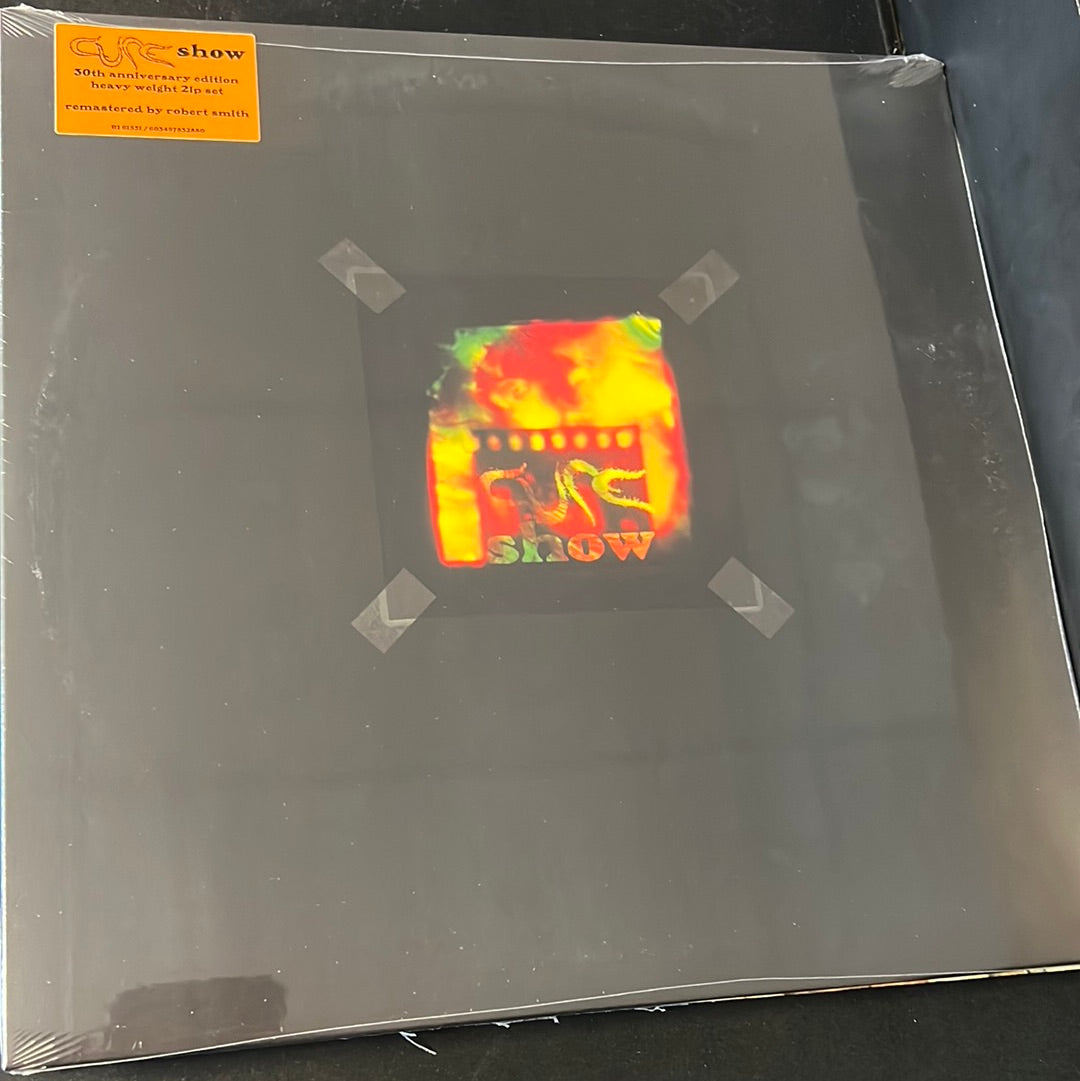 CURE show
30th anniversary edition
heavy weight 2lp set
remastered by robert smith
CURE
show